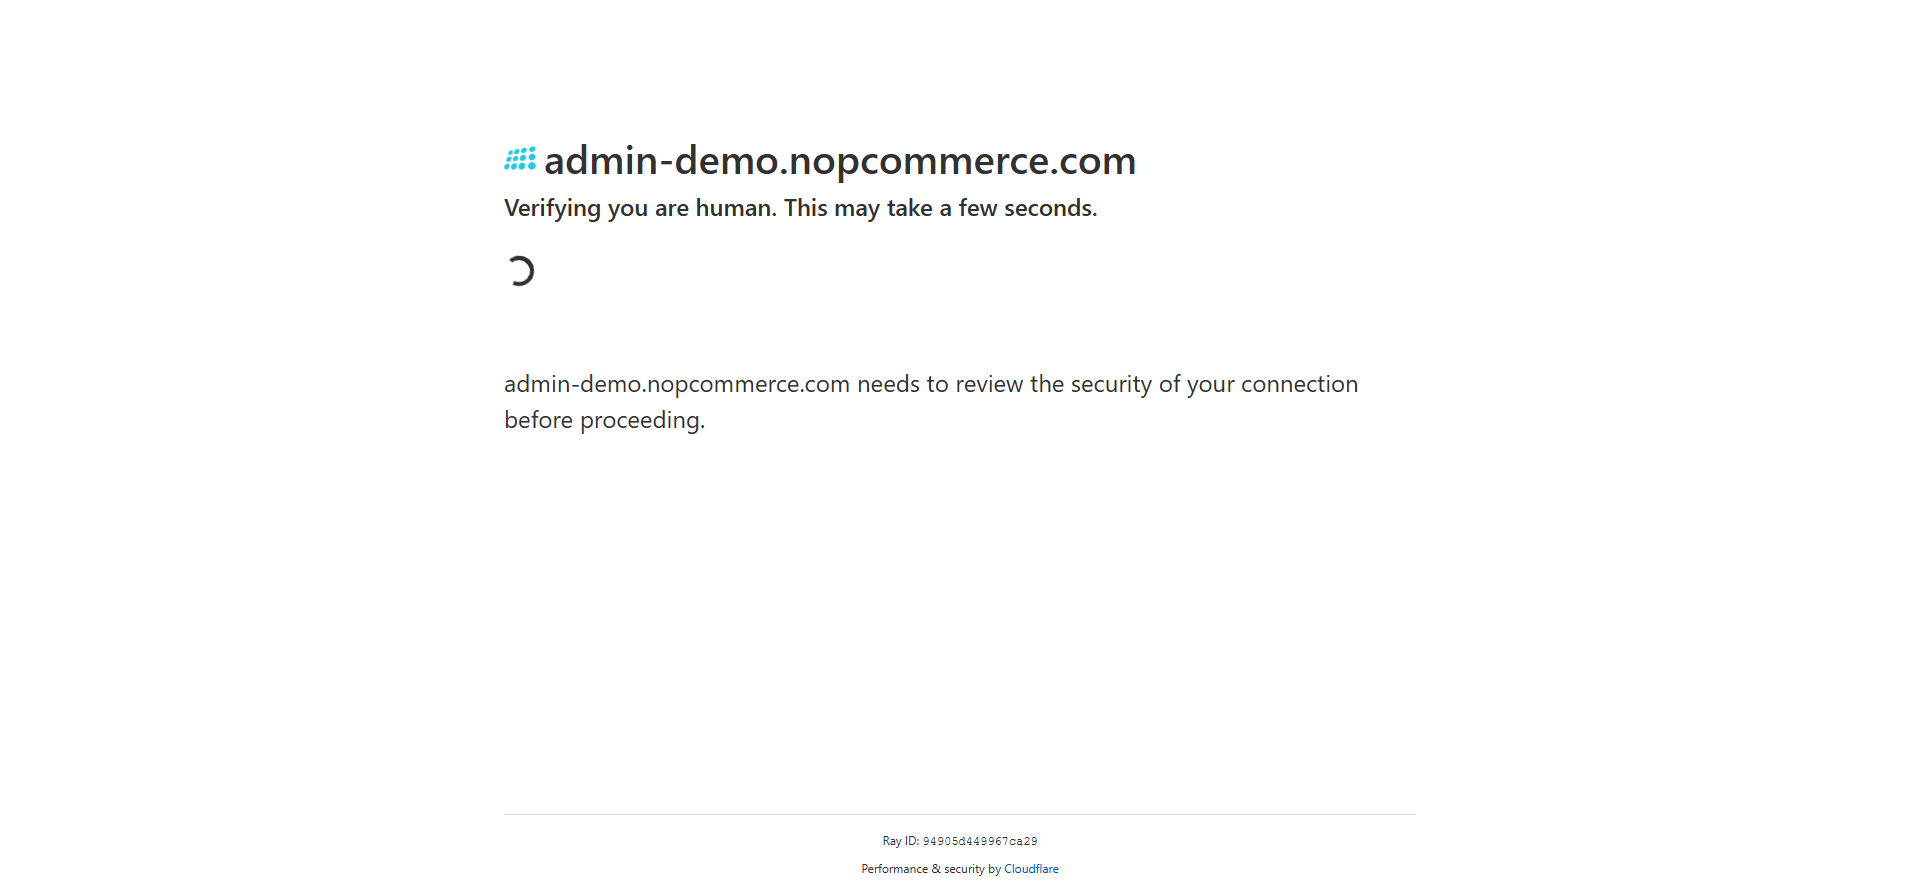 admin-demo.nopcommerce.com
Verifying you are human. This may take a few seconds.
admin-demo.nopcommerce.com needs to review the security of your connection
before proceeding.
Ray ID: 94905d449967ca29
Performance & security by Cloudflare